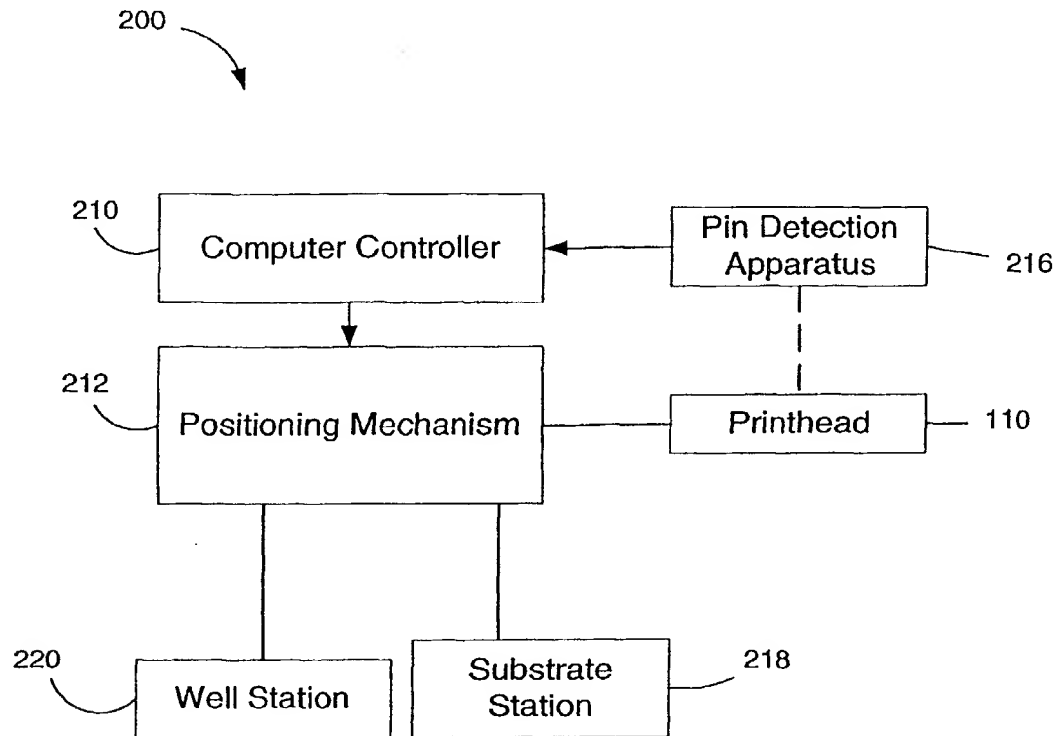 200
210
Computer Controller
Pin Detection
Apparatus
216
212
Positioning Mechanism
Printhead
110
220
Well Station
Substrate
Station
218